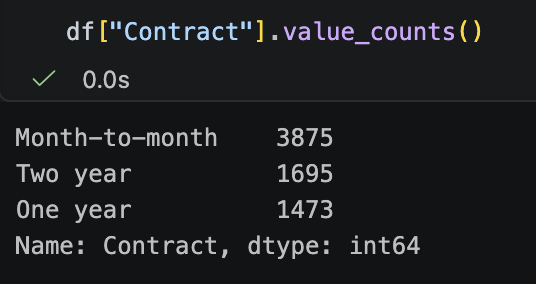 df["Contract"].value_counts()
0.0s
Month-to-month    3875
Two year          1695
One year          1473
Name: Contract, dtype: int64